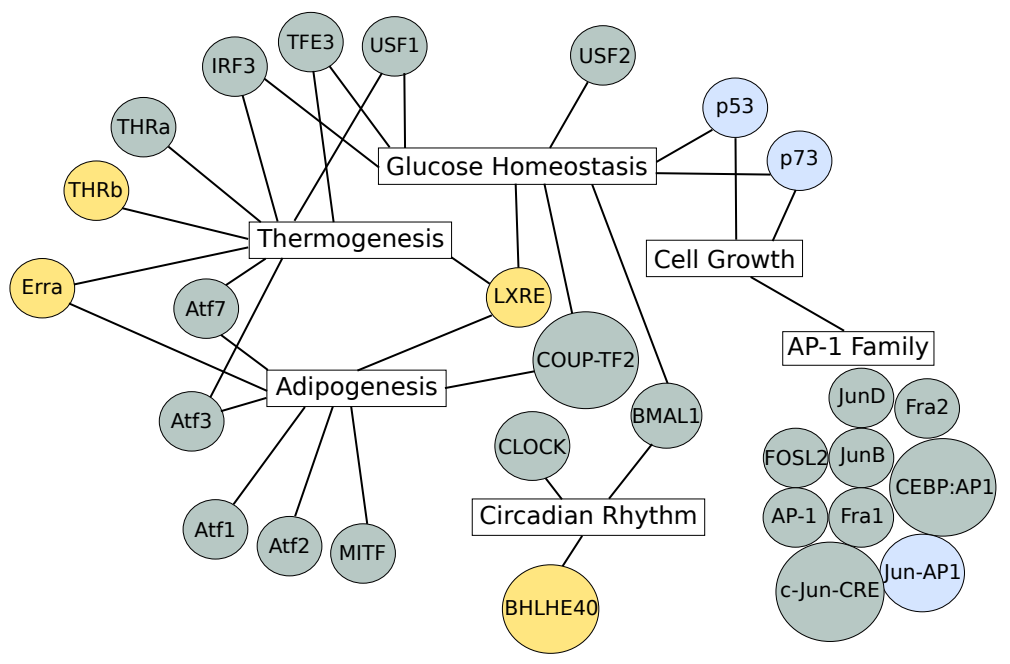 TFE3
USF1
USF2
IRF3
p53
THRa
p73
Glucose Homeostasis
THRb
Thermogenesis
Cell Growth
Erra
LXRE
Atf7
AP-1 Family
COUP-TF2
Adipogenesis
JunD
Fra2
BMAL1
Atf3
CLOCK
FOSL2
JunB
CEBP:AP1
Circadian Rhythm
AP-1
Fra1
Atf1
Atf2
MITF
Jun-AP1
c-Jun-CRE
BHLHE40